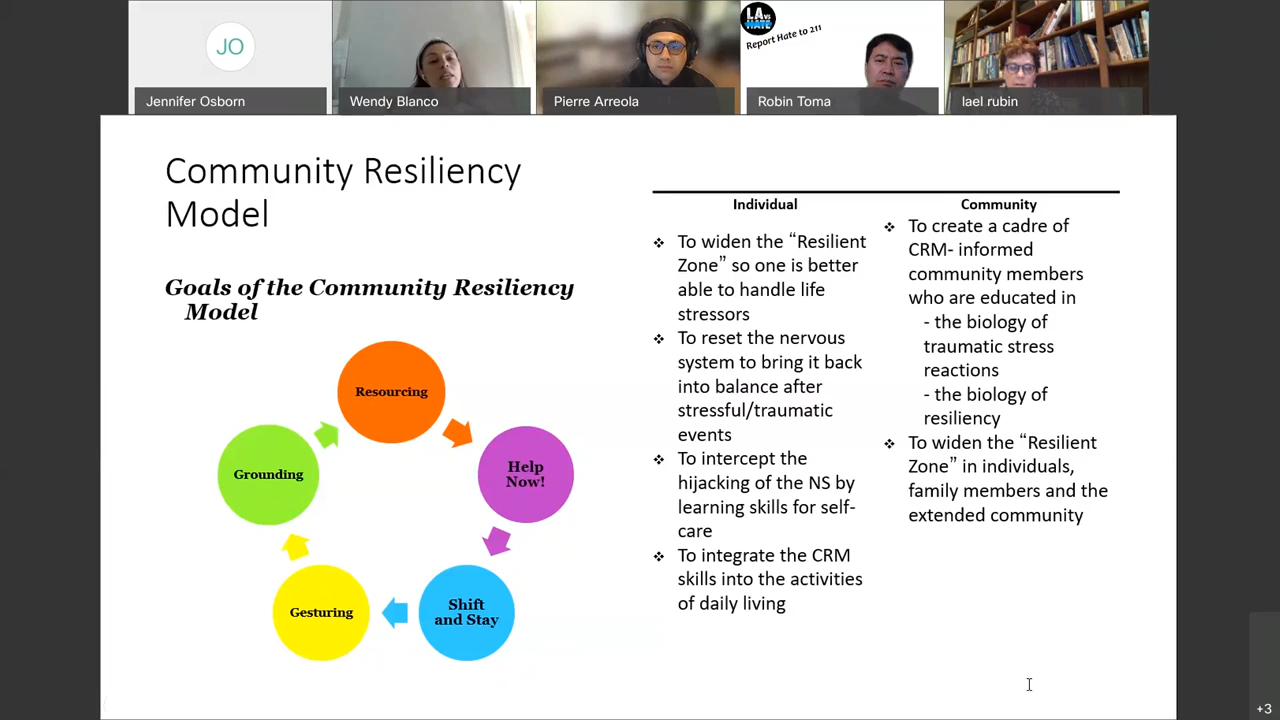 JO
LA vs
HATE
Report Hate to 211
Jennifer Osborn
Wendy Blanco
Pierre Arreola
Robin Toma
lael rubin
Community Resiliency
Model
Goals of the Community Resiliency
Model
Resourcing
Help
Now!
Shift
and Stay
Gesturing
Grounding
Individual
❖ To widen the “Resilient
Zone” so one is better
able to handle life
stressors
❖ To reset the nervous
system to bring it back
into balance after
stressful/traumatic
events
❖ To intercept the
hijacking of the NS by
learning skills for self-
care
❖ To integrate the CRM
skills into the activities
of daily living
Community
❖ To create a cadre of
CRM- informed
community members
who are educated in
- the biology of
traumatic stress
reactions
- the biology of
resiliency
❖ To widen the “Resilient
Zone” in individuals,
family members and the
extended community
+3